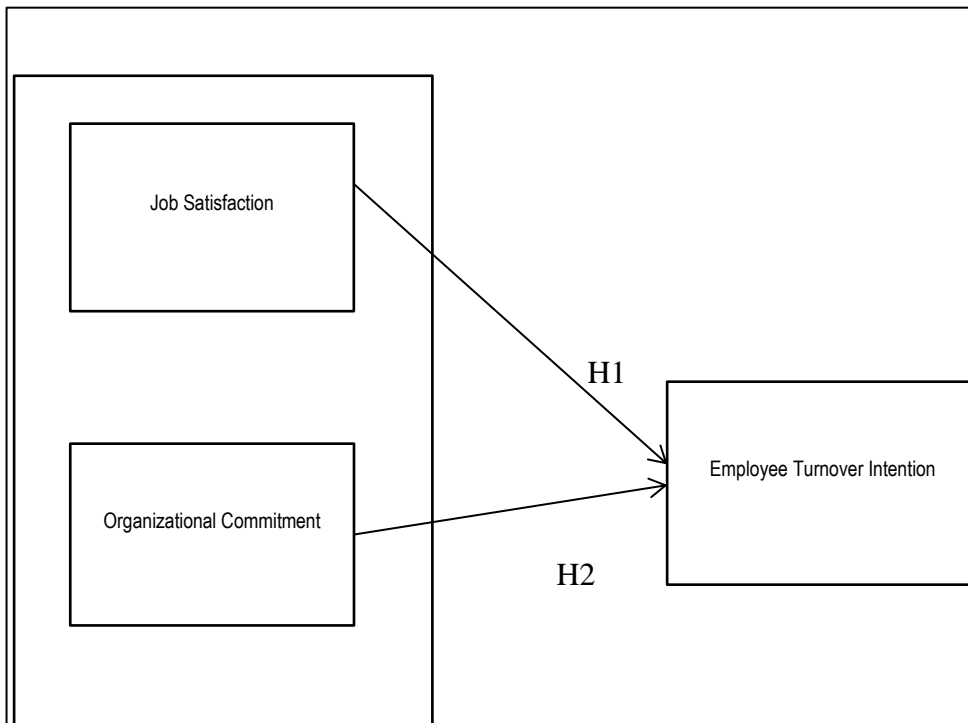 Job Satisfaction
H1
Employee Turnover Intention
Organizational Commitment
H2